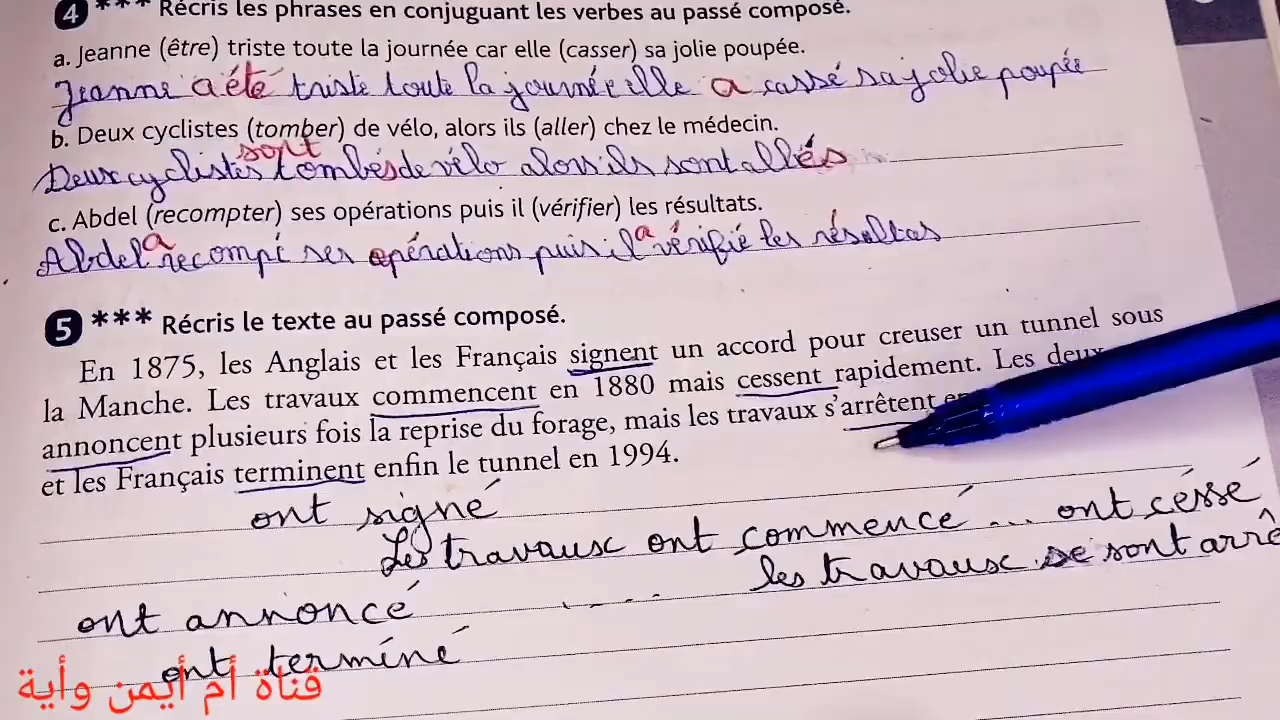 4 *** Récris les phrases en conjuguant les verbes au passé composé.
a. Jeanne (être) triste toute la journée car elle (casser) sa jolie poupée.
Jeanne a été triste toute la journée elle a cassé sa jolie poupée
b. Deux cyclistes (tomber) de vélo, alors ils (aller) chez le médecin.
sont
Deux cyclistes tombés de vélo alors ils sont allés
c. Abdel (recompter) ses opérations puis il (vérifier) les résultats.
Abdel a recompé ses opérations puis il a vérifié les résoltas
5 *** Récris le texte au passé composé.
En 1875, les Anglais et les Français signent un accord pour creuser un tunnel sous
la Manche. Les travaux commencent en 1880 mais cessent rapidement. Les deux
annoncent plusieurs fois la reprise du forage, mais les travaux s'arrêtent
et les Français terminent enfin le tunnel en 1994.
ont signé
Les travaux ont commencé ... ont céssé
les travaux se sont arrê
ont annoncé ....
ont terminé
قناة أم أيمن وأية